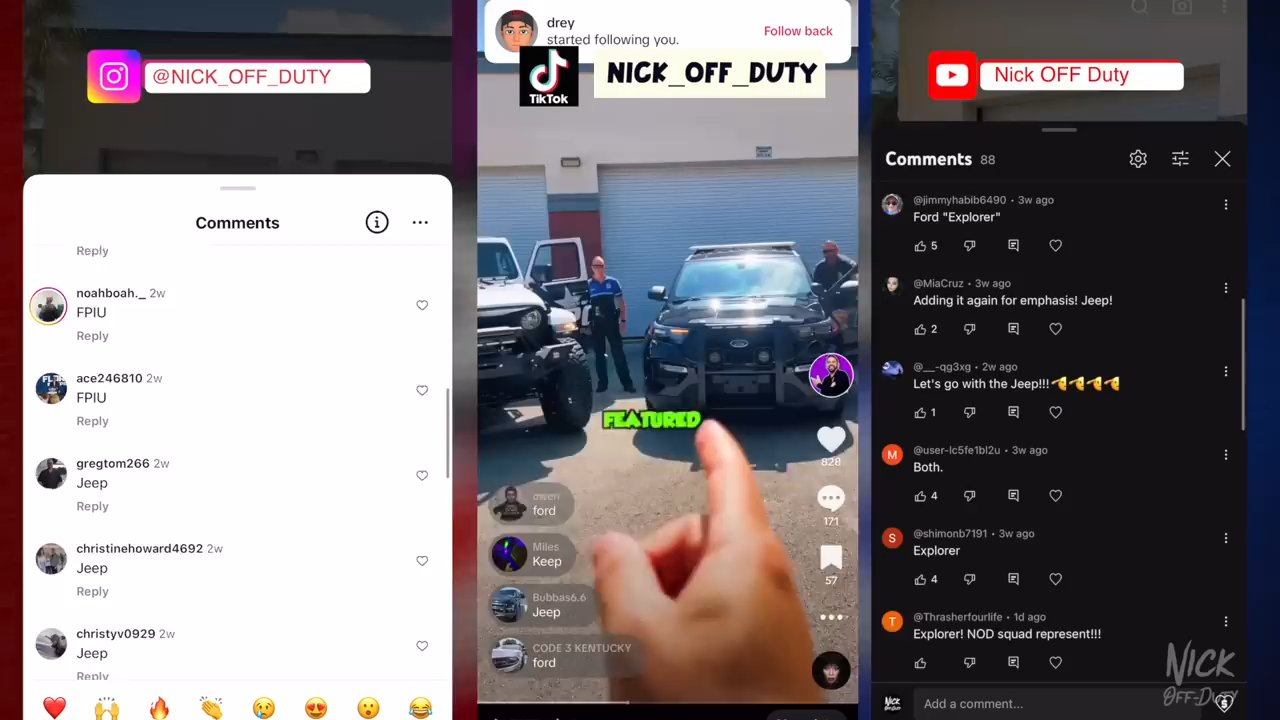 @NICK_OFF_DUTY
Comments
Reply
noahboah._ 2w
FPIU
Reply
ace246810 2w
FPIU
Reply
gregtom266 2w
Jeep
Reply
christinehoward4692 2w
Jeep
Reply
christyv0929 2w
Jeep
Reply
drey
started following you.
Follow back
TikTok
NICK_OFF_DUTY
FEATURED
828
171
57
owen
ford
Miles
Keep
Bubbas6.6
Jeep
CODE 3 KENTUCKY
ford
Nick OFF Duty
Comments 88
@jimmyhabib6490 • 3w ago
Ford "Explorer"
5
@MiaCruz • 3w ago
Adding it again for emphasis! Jeep!
2
@__-qg3xg • 2w ago
Let's go with the Jeep!!!
1
M
@user-lc5fe1bl2u • 3w ago
Both.
4
S
@shimonb7191 • 3w ago
Explorer
4
T
@Thrasherfourlife • 1d ago
Explorer! NOD squad represent!!!
Add a comment...
NICK
OFF-DUTY